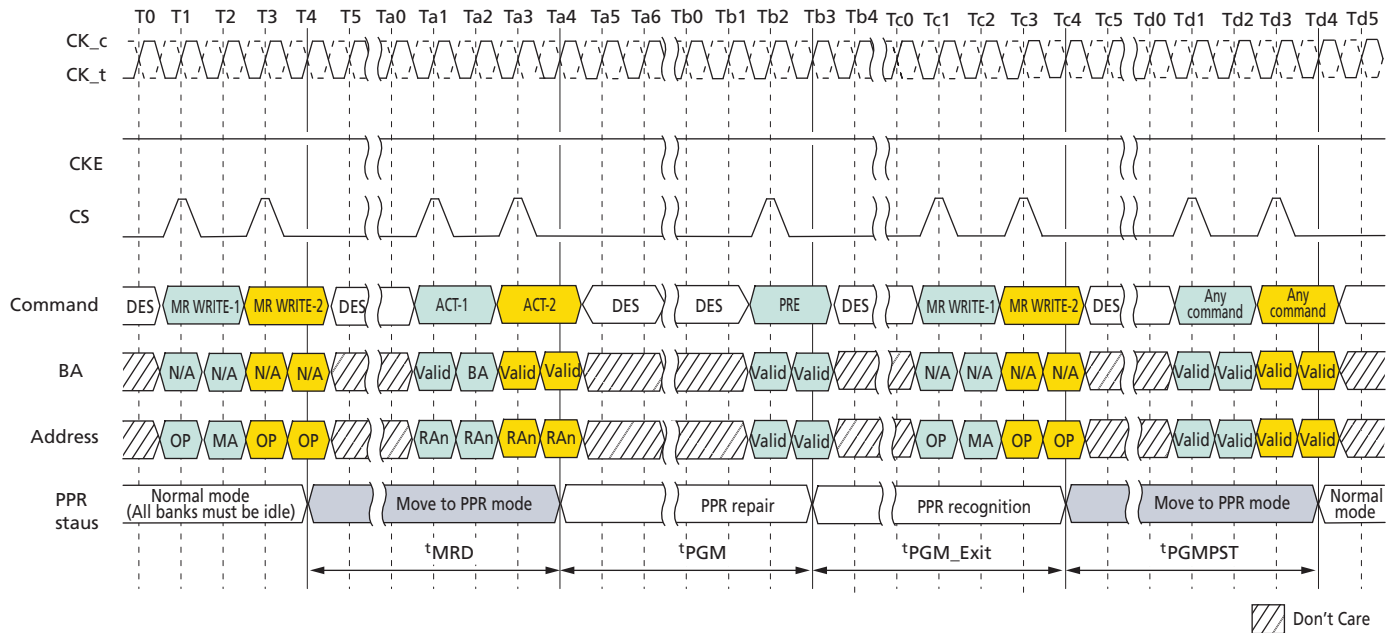 T0 T1 T2 T3 T4 T5 Ta0 Ta1 Ta2 Ta3 Ta4 Ta5 Ta6 Tb0 Tb1 Tb2 Tb3 Tb4 Tc0 Tc1 Tc2 Tc3 Tc4 Tc5 Td0 Td1 Td2 Td3 Td4 Td5
CK_c
CK_t
CKE
CS
Command DES MR WRITE-1 MR WRITE-2 DES ACT-1 ACT-2 DES DES PRE DES MR WRITE-1 MR WRITE-2 DES Any command Any command
BA N/A N/A N/A N/A Valid BA Valid Valid Valid Valid N/A N/A N/A N/A Valid Valid Valid Valid
Address OP MA OP OP RAn RAn RAn RAn Valid Valid OP MA OP OP Valid Valid Valid Valid
PPR staus Normal mode (All banks must be idle) Move to PPR mode PPR repair PPR recognition Move to PPR mode Normal mode
tMRD tPGM tPGM_Exit tPGMPST
Don't Care